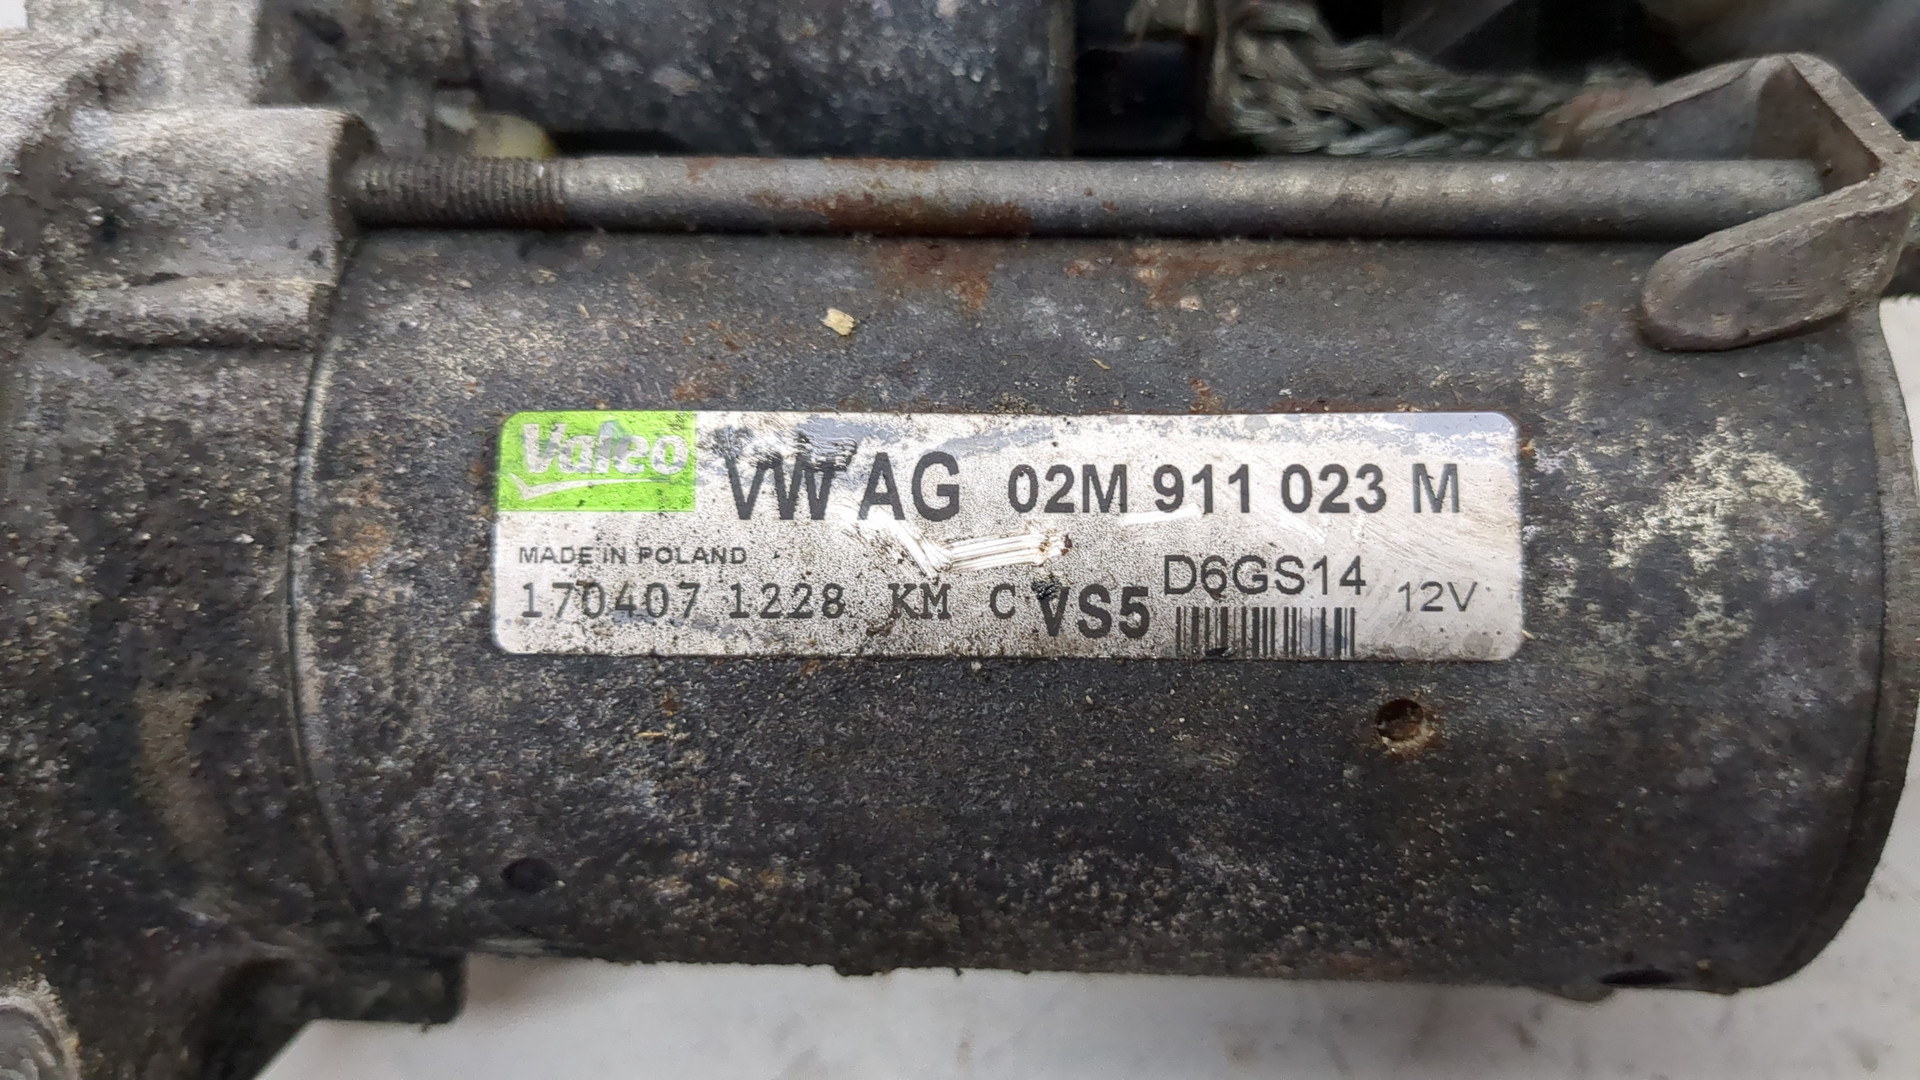 Valeo VW AG 02M 911 023 M
MADE IN POLAND
170407 1228 KM C VS5 D6GS14 12V